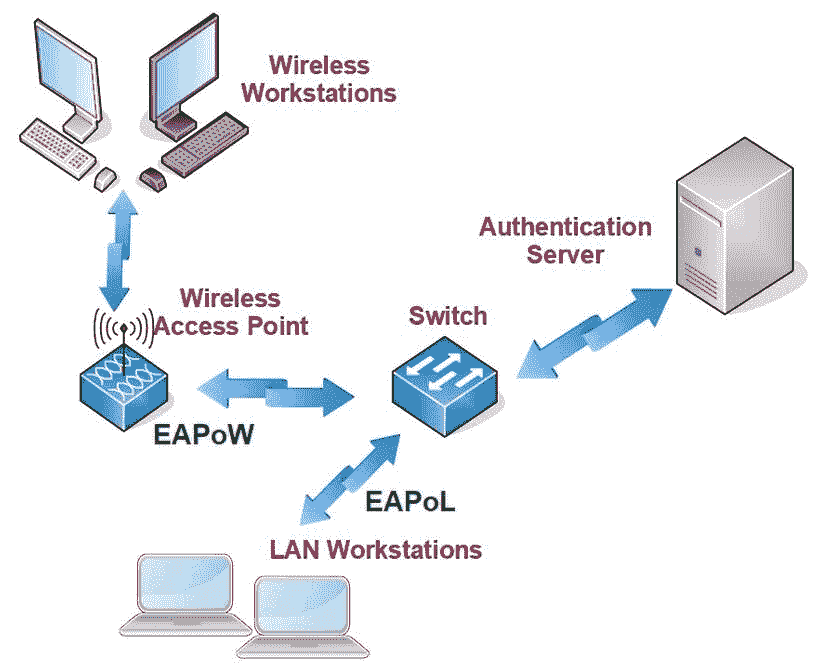 Wireless
Workstations
Authentication
Server
Wireless
Access Point
Switch
EAPoW
EAPoL
LAN Workstations